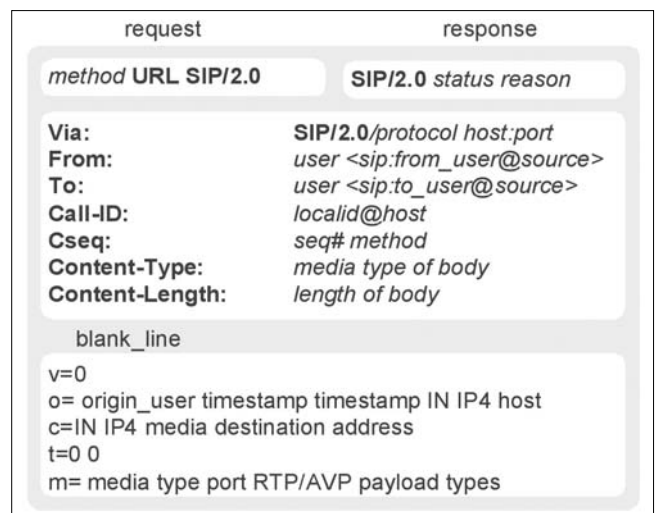 request response
method URL SIP/2.0 SIP/2.0 status reason
Via: SIP/2.0/protocol host:port
From: user <sip:from_user@source>
To: user <sip:to_user@source>
Call-ID: localid@host
Cseq: seq# method
Content-Type: media type of body
Content-Length: length of body
blank_line
v=0
o= origin_user timestamp timestamp IN IP4 host
c=IN IP4 media destination address
t=0 0
m= media type port RTP/AVP payload types